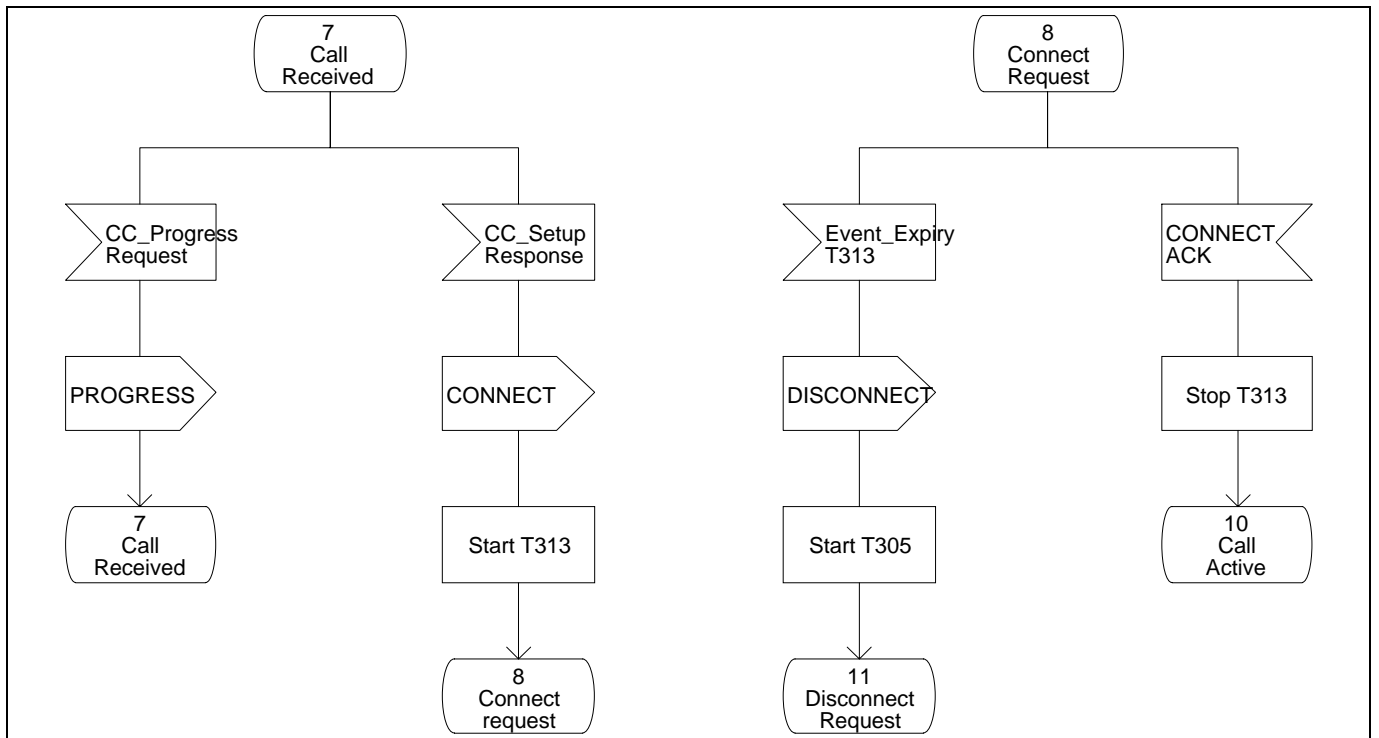 7
Call
Received
8
Connect
Request
CC_Progress
Request
CC_Setup
Response
Event_Expiry
T313
CONNECT
ACK
PROGRESS
CONNECT
DISCONNECT
Stop T313
7
Call
Received
Start T313
Start T305
10
Call
Active
8
Connect
request
11
Disconnect
Request